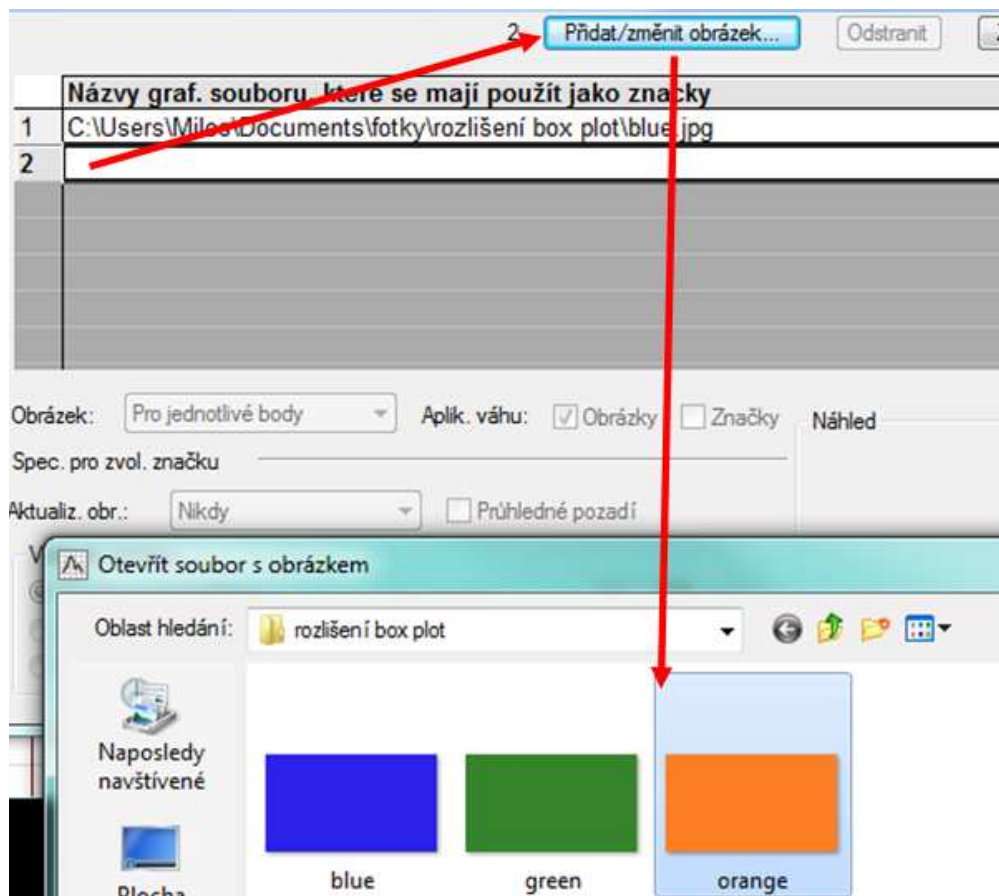 2 Přidat/změnit obrázek... Odstranit
Názvy graf. souboru, které se mají použít jako znacky
1 C:\Users\Milos\Documents\fotky\rozlišení box plot\blue.jpg
2
Obrázek: Pro jednotlivé body Aplik. váhu: Obrázky Značky Náhled
Spec. pro zvol. značku
Aktualiz. obr.: Nikdy Průhledné pozadí
Otevřít soubor s obrázkem
Oblast hledání: rozlišení box plot
Naposledy
navštívené
blue green orange
Plocha